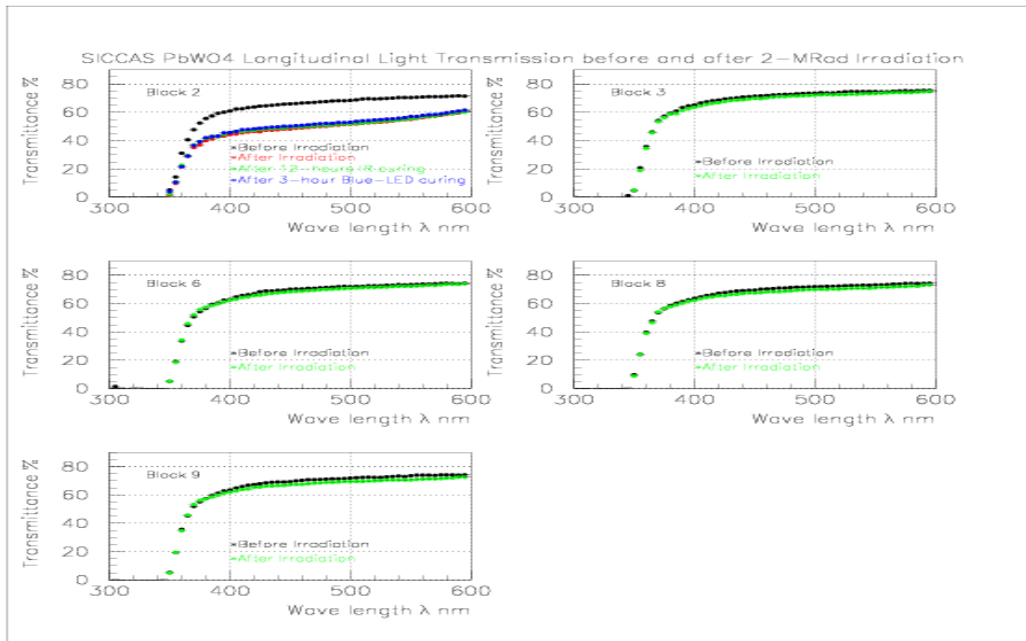 SICCAS PbWO4 Longitudinal Light Transmission before and after 2-MRad Irradiation
Transmittance %
80
60
40
20
0
Block 2
*Before Irradiation
*After Irradiation
*After 12-hours IR curing
*After 3-hour Blue-LED curing
300 400 500 600
Wave length λ nm
Transmittance %
80
60
40
20
0
Block 3
*Before Irradiation
*After Irradiation
300 400 500 600
Wave length λ nm
Transmittance %
80
60
40
20
0
Block 6
*Before Irradiation
*After Irradiation
300 400 500 600
Wave length λ nm
Transmittance %
80
60
40
20
0
Block 8
*Before Irradiation
*After Irradiation
300 400 500 600
Wave length λ nm
Transmittance %
80
60
40
20
0
Block 9
*Before Irradiation
*After Irradiation
300 400 500 600
Wave length λ nm